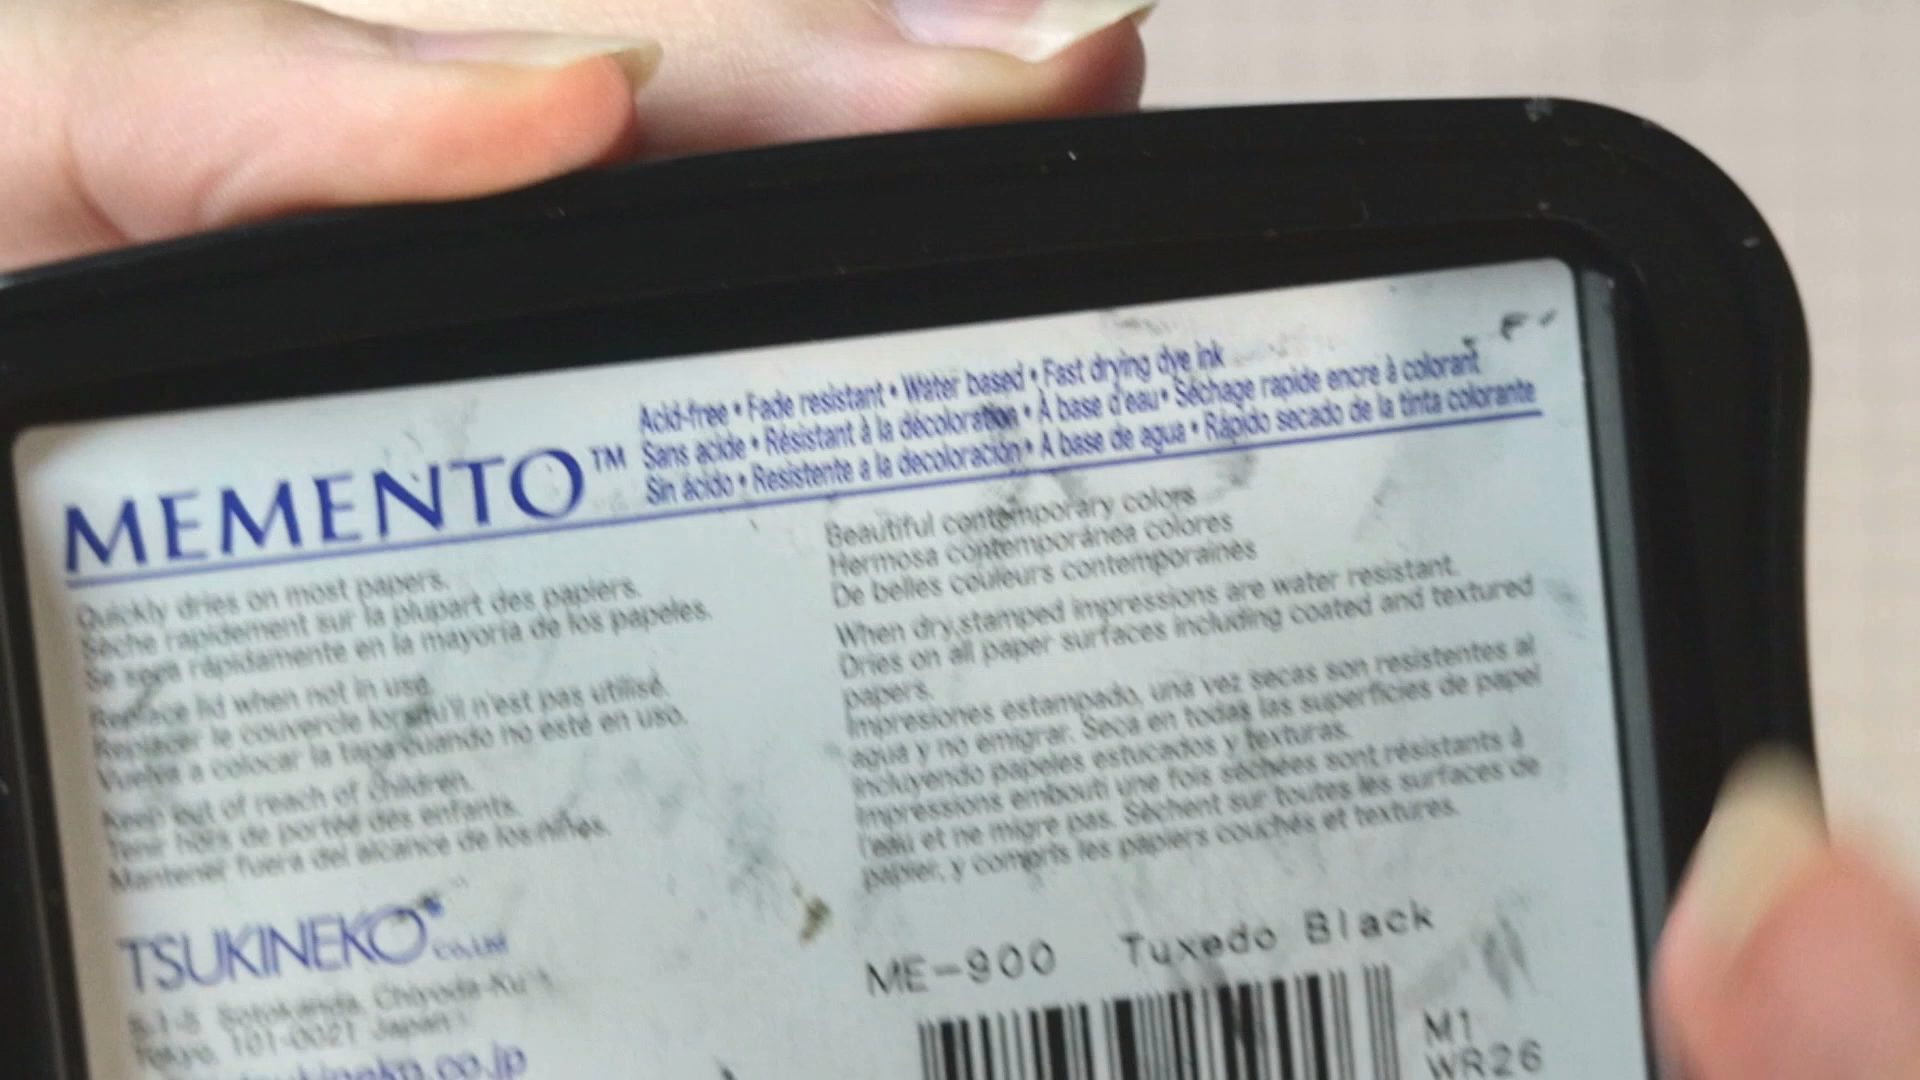 MEMENTO™
Acid-free • Fade resistant • Water based • Fast drying dye ink
Sans acide • Résistant à la décoloration • À base d'eau • Séchage rapide encre à colorant
Sin ácido • Resistente a la decoloración • A base de agua • Rápido secado de la tinta colorante
Quickly dries on most papers.
Sèche rapidement sur la plupart des papiers.
Se seca rápidamente en la mayoría de los papeles.
Replace lid when not in use.
Replacer le couvercle lorsqu'il n'est pas utilisé.
Vuelva a colocar la tapa cuando no esté en uso.
Keep out of reach of children.
Tenir hors de portée des enfants.
Mantener fuera del alcance de los niños.
TSUKINEKO® CO., LTD
Sotokanda, Chiyoda-Ku
Tokyo, 101-0021 Japan
tsukineko.co.jp
Beautiful contemporary colors
Hermosa contemporánea colores
De belles couleurs contemporaines
When dry, stamped impressions are water resistant.
Dries on all paper surfaces including coated and textured
papers.
Impresiones estampado, una vez secas son resistentes al
agua y no emigrar. Seca en todas las superficies de papel
incluyendo papeles estucados y texturas.
Impressions embouti une fois séchées sont résistants à
l'eau et ne migre pas. Sèchent sur toutes les surfaces de
papier, y compris les papiers couchés et textures.
ME-900 Tuxedo Black
M1
WR26